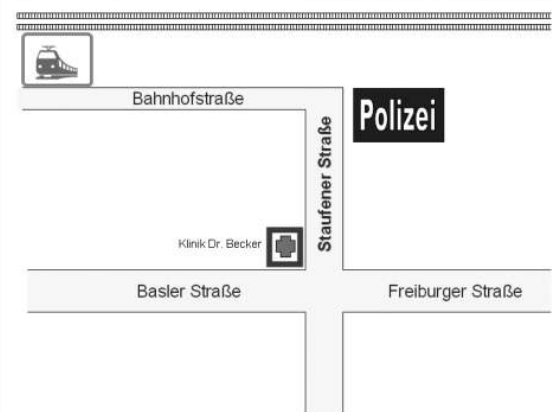 Bahnhofstraße
Polizei
Staufener Straße
Klinik Dr. Becker
Basler Straße
Freiburger Straße